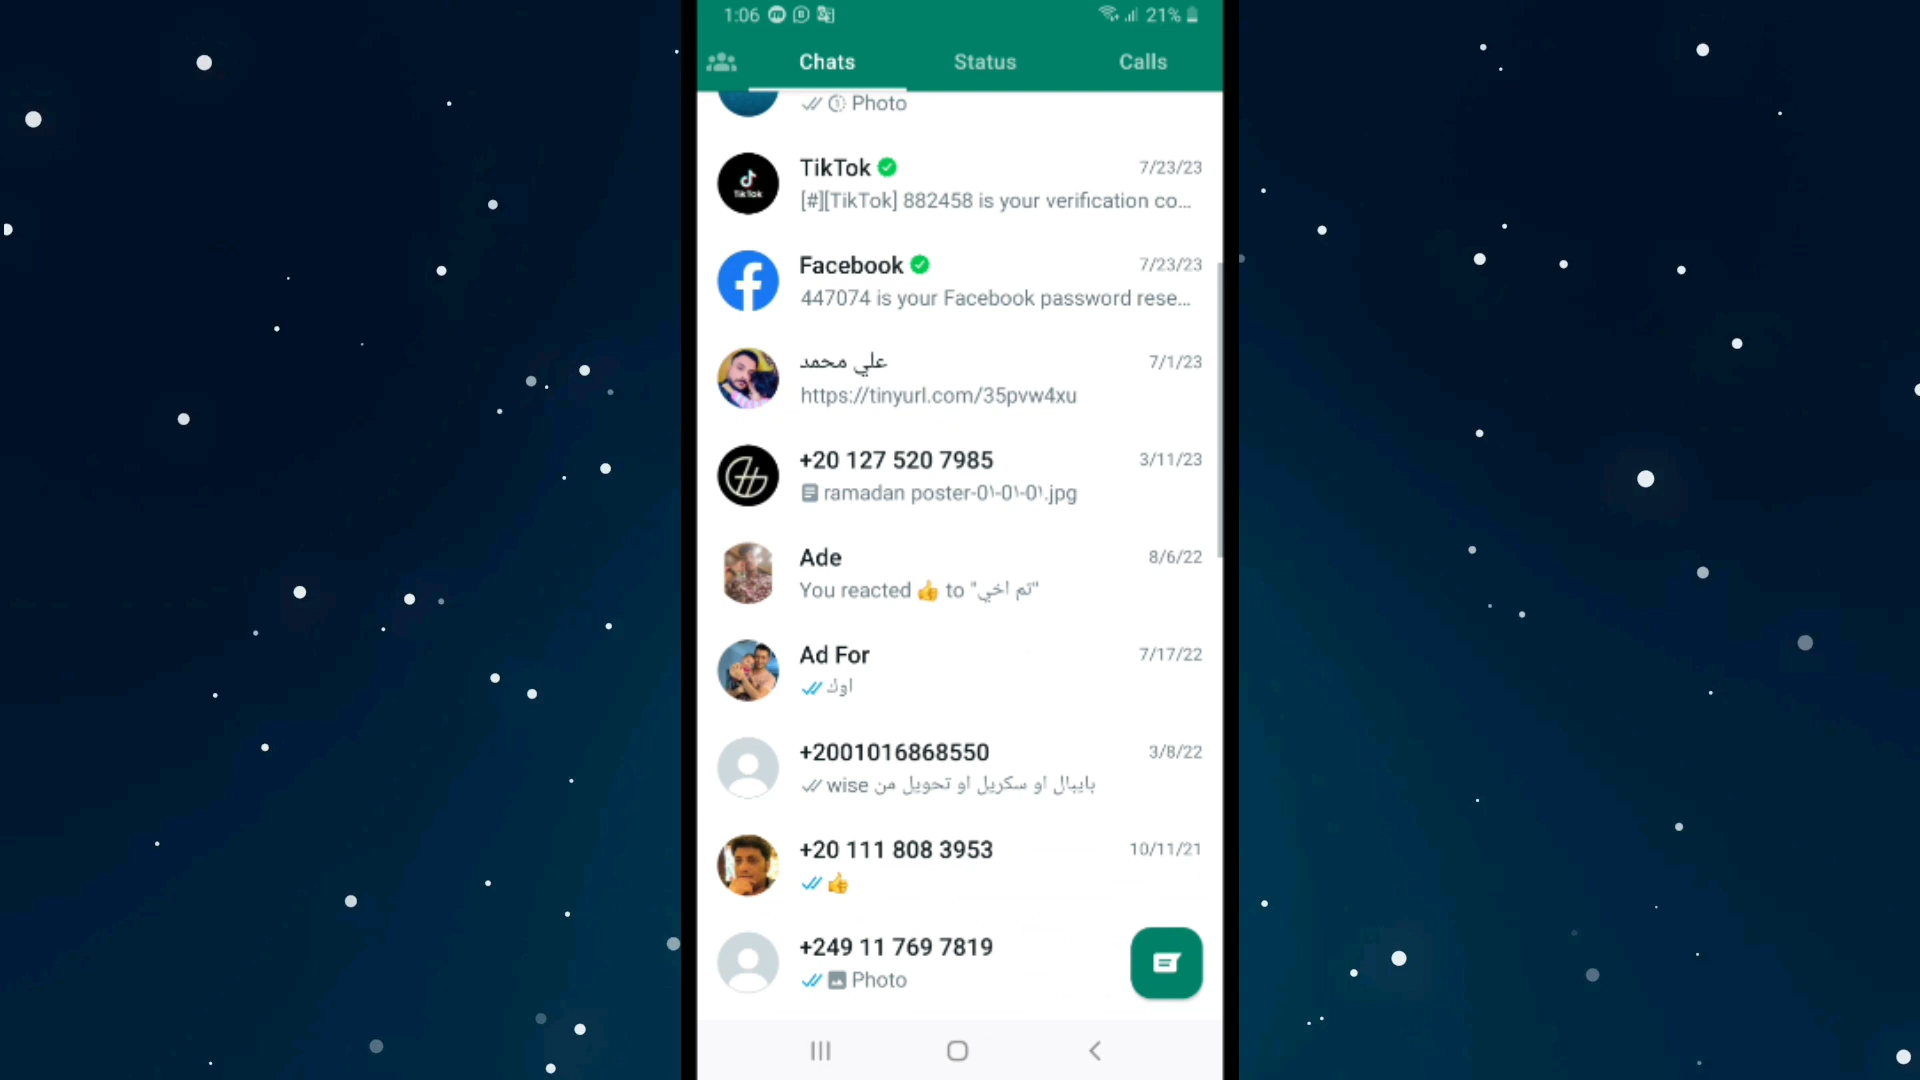 1:06
21%
Chats
Status
Calls
Photo
TikTok
7/23/23
[#][TikTok] 882458 is your verification co...
TikTok
Facebook
7/23/23
447074 is your Facebook password rese...
علي محمد
7/1/23
https://tinyurl.com/35pvw4xu
+20 127 520 7985
3/11/23
ramadan poster-0١-0١-0١.jpg
Ade
8/6/22
You reacted 👍 to "تم اخي"
Ad For
7/17/22
اوك
+2001016868550
3/8/22
بايبال او سكريل او تحويل من wise
+20 111 808 3953
10/11/21
👍
+249 11 769 7819
Photo